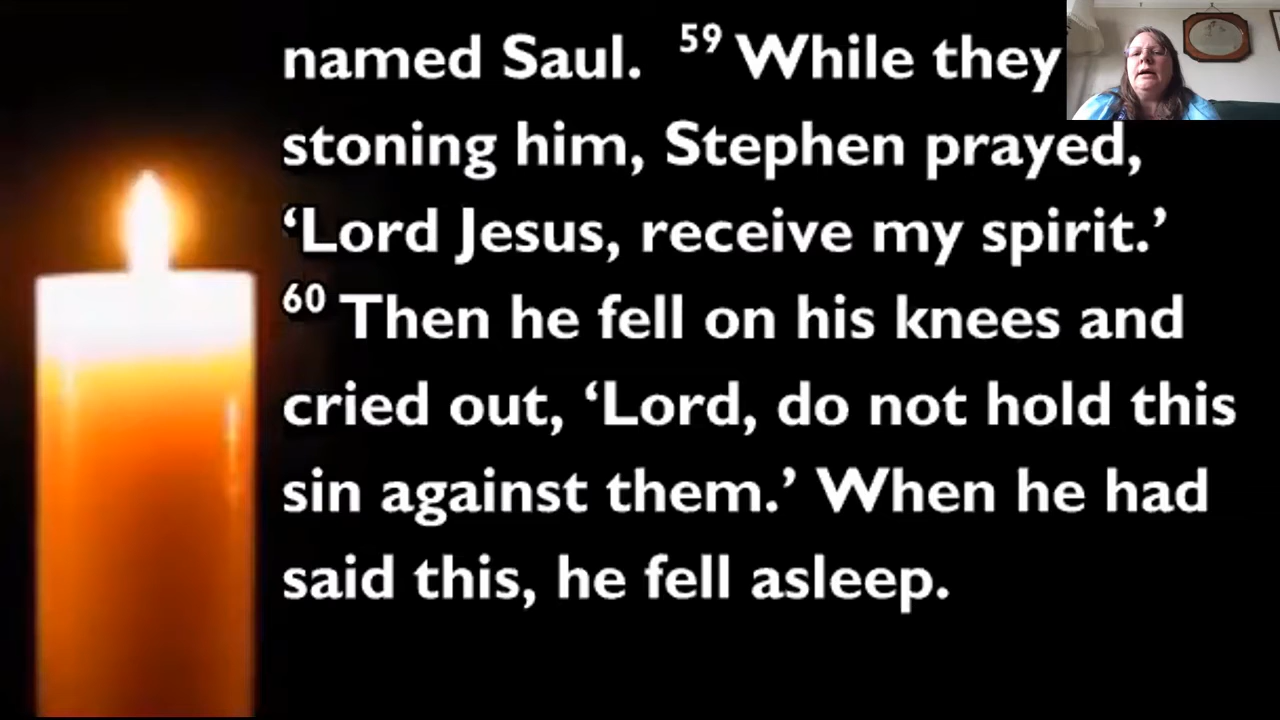 named Saul. 59 While they
stoning him, Stephen prayed,
‘Lord Jesus, receive my spirit.’
60 Then he fell on his knees and
cried out, ‘Lord, do not hold this
sin against them.’ When he had
said this, he fell asleep.